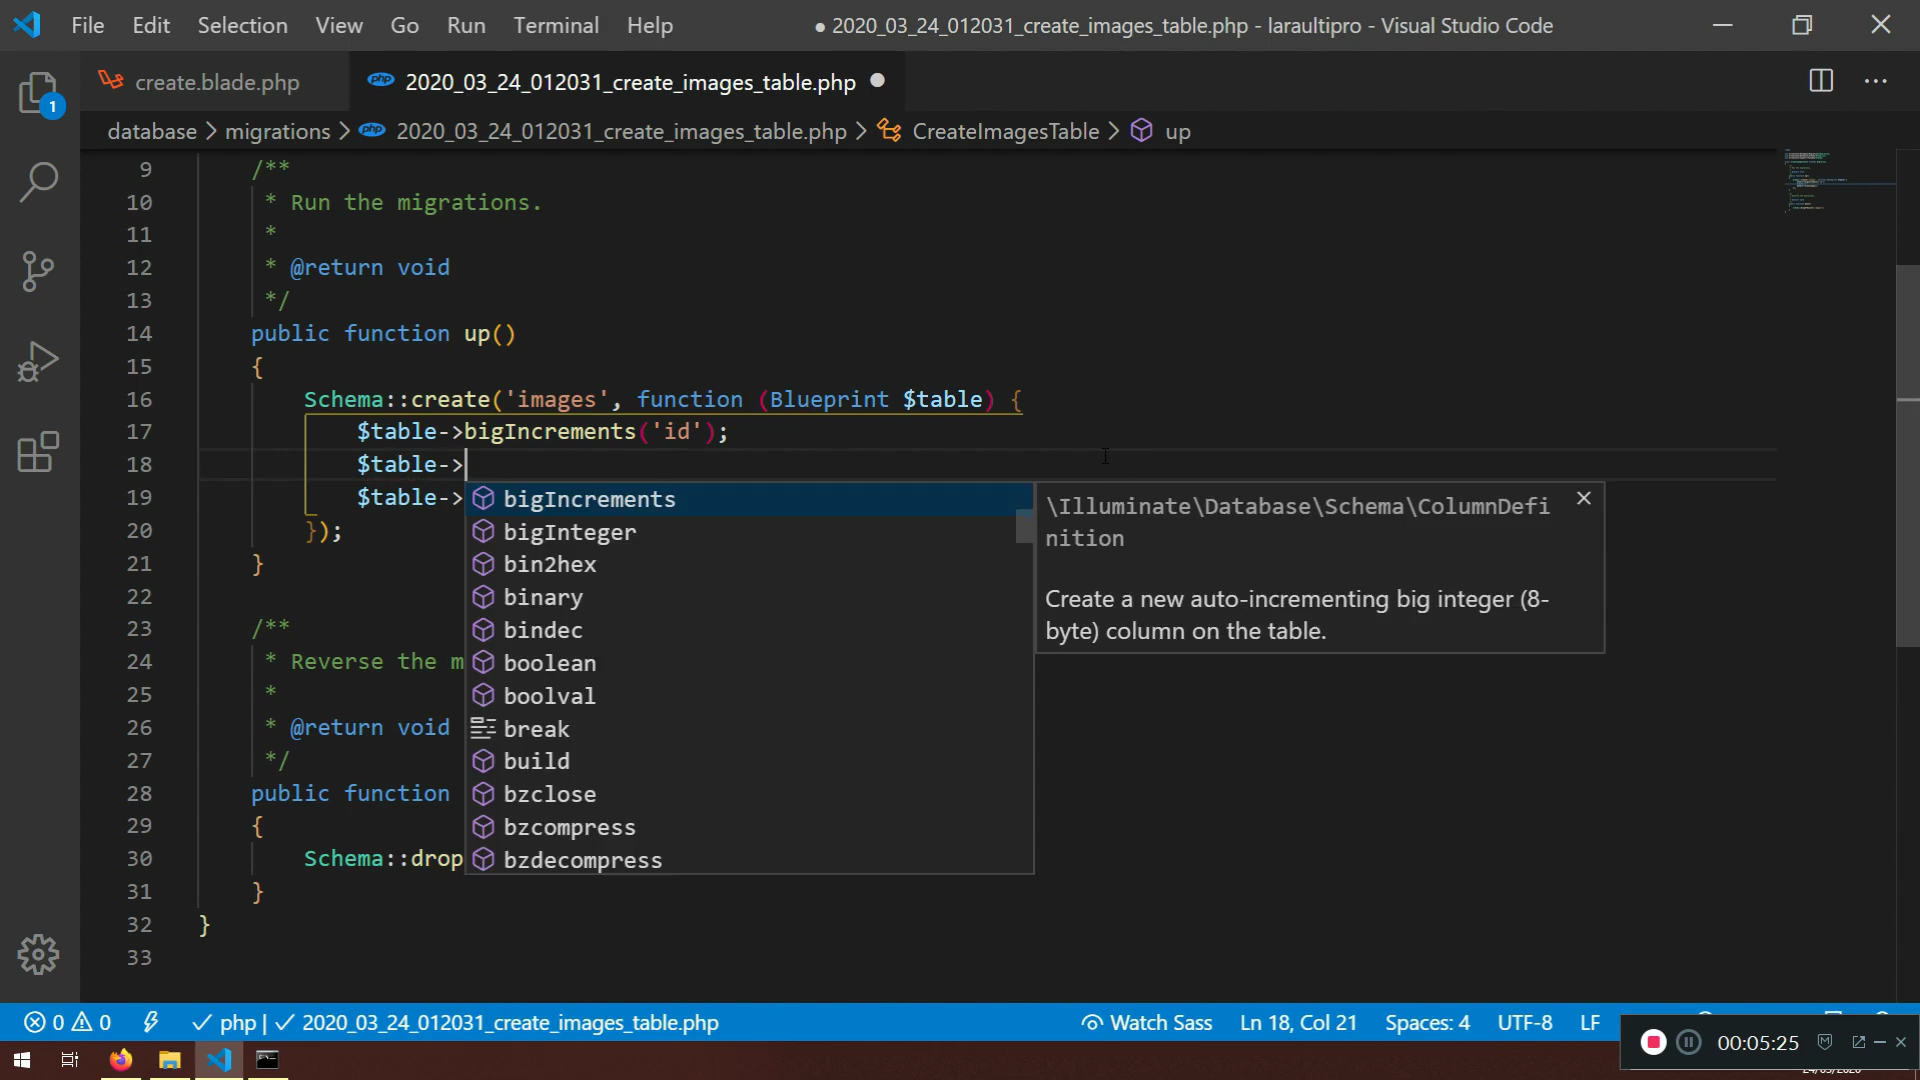 File Edit Selection View Go Run Terminal Help ● 2020_03_24_012031_create_images_table.php - laraultipro - Visual Studio Code
create.blade.php php 2020_03_24_012031_create_images_table.php
database > migrations > php 2020_03_24_012031_create_images_table.php > CreateImagesTable > up
1
9 /**
10 * Run the migrations.
11 *
12 * @return void
13 */
14 public function up()
15 {
16 Schema::create('images', function (Blueprint $table) {
17 $table->bigIncrements('id');
18 $table->
19 $table->
20 });
21 }
22
23 /**
24 * Reverse the m
25 *
26 * @return void
27 */
28 public function
29 {
30 Schema::drop
31 }
32 }
33
bigIncrements
bigInteger
bin2hex
binary
bindec
boolean
boolval
break
build
bzclose
bzcompress
bzdecompress
\Illuminate\Database\Schema\ColumnDefi
nition
Create a new auto-incrementing big integer (8-
byte) column on the table.
0 0 php | 2020_03_24_012031_create_images_table.php Watch Sass Ln 18, Col 21 Spaces: 4 UTF-8 LF
00:05:25